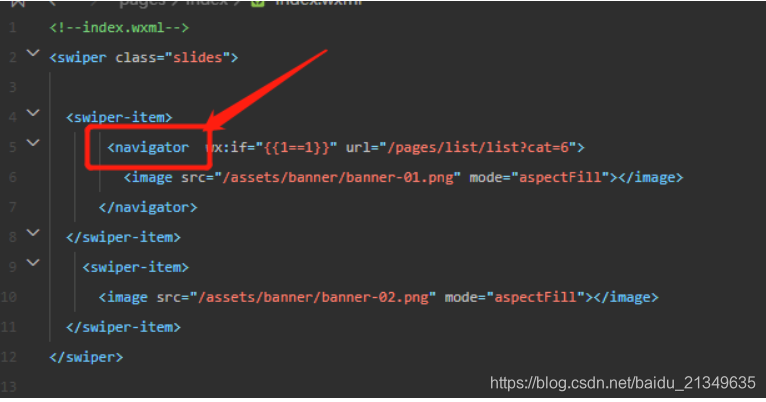 pages > index > index.wxml
1 <!--index.wxml-->
2 <swiper class="slides">
3
4 <swiper-item>
5 <navigator wx:if="{{1==1}}" url="/pages/list/list?cat=6">
6 <image src="/assets/banner/banner-01.png" mode="aspectFill"></image>
7 </navigator>
8 </swiper-item>
9 <swiper-item>
10 <image src="/assets/banner/banner-02.png" mode="aspectFill"></image>
11 </swiper-item>
12 </swiper>
13
https://blog.csdn.net/baidu_21349635